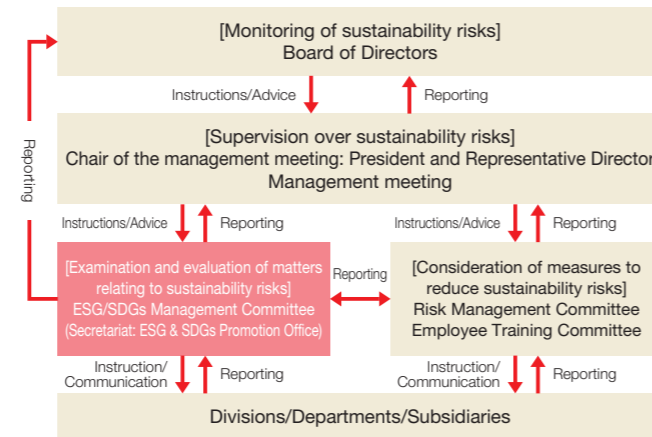 [Monitoring of sustainability risks]
Board of Directors
Instructions/Advice
Reporting
Reporting
[Supervision over sustainability risks]
Chair of the management meeting: President and Representative Director
Management meeting
Instructions/Advice
Reporting
Instructions/Advice
Reporting
[Examination and evaluation of matters
relating to sustainability risks]
ESG/SDGs Management Committee
(Secretariat: ESG & SDGs Promotion Office)
Reporting
[Consideration of measures to
reduce sustainability risks]
Risk Management Committee
Employee Training Committee
Instruction/
Communication
Reporting
Instruction/
Communication
Reporting
Divisions/Departments/Subsidiaries